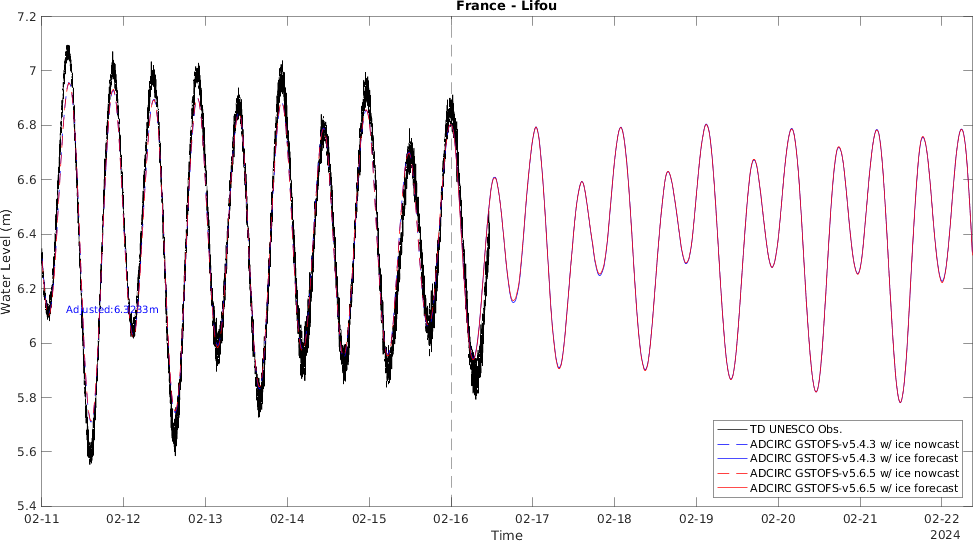 France - Lifou
7.2
7
6.8
6.6
6.4
6.2
6
5.8
5.6
5.4
Water Level (m)
Adjusted:6.3233m
TD UNESCO Obs.
ADCIRC GSTOFS-v5.4.3 w/ ice nowcast
ADCIRC GSTOFS-v5.4.3 w/ ice forecast
ADCIRC GSTOFS-v5.6.5 w/ ice nowcast
ADCIRC GSTOFS-v5.6.5 w/ ice forecast
02-11 02-12 02-13 02-14 02-15 02-16 02-17 02-18 02-19 02-20 02-21 02-22
Time
2024